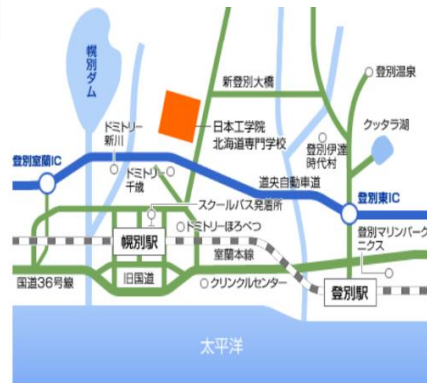 幌別ダム
登別温泉
新登別大橋
クッタラ湖
ドミトリー
新川
日本工学院
北海道専門学校
登別伊達
時代村
登別室蘭IC
ドミトリー
千歳
道央自動車道
登別東IC
スクールバス発着所
ドミトリーほろべつ
幌別駅
室蘭本線
登別マリンパーク
ニクス
国道36号線
旧国道
クリンクルセンター
登別駅
太平洋